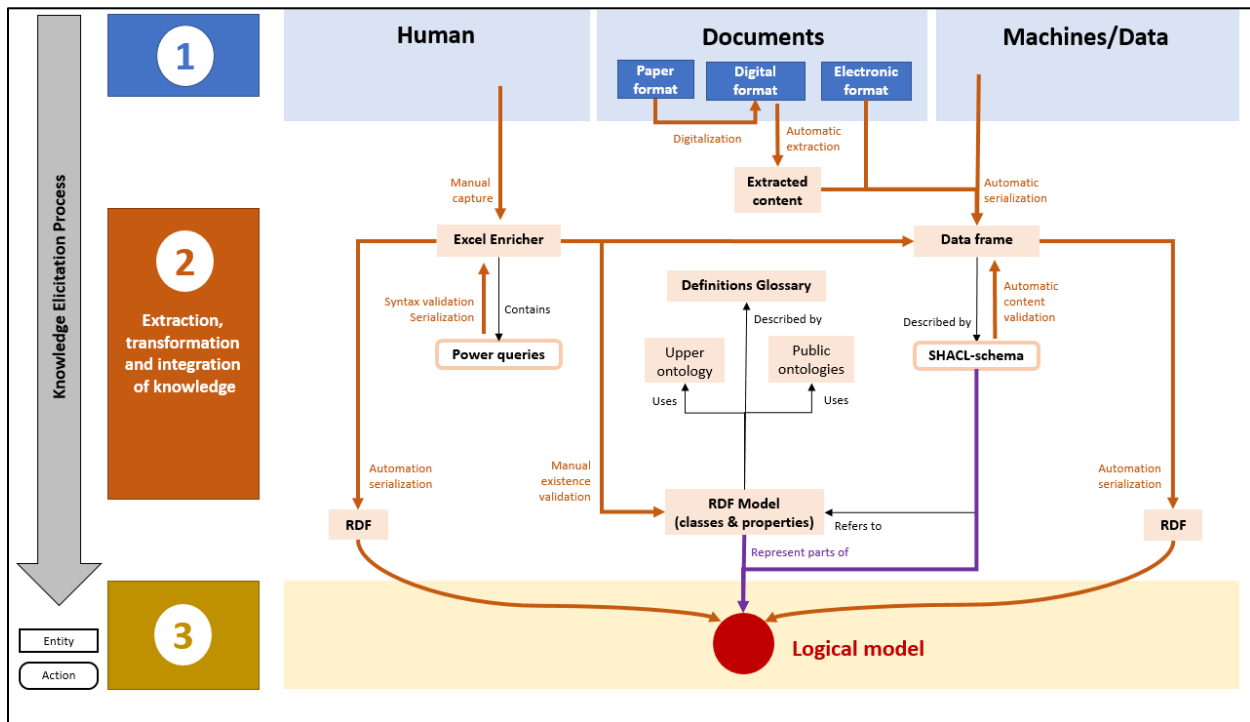 Knowledge Elicitation Process
1
Human
Documents
Machines/Data
Paper
format
Digital
format
Electronic
format
Digitalization
Automatic
extraction
Manual
capture
Extracted
content
Automatic
serialization
2
Extraction,
transformation
and integration
of knowledge
Excel Enricher
Data frame
Syntax validation
Serialization
Contains
Power queries
Definitions Glossary
Described by
Upper
ontology
Public
ontologies
Uses
Uses
Described by
Automatic
content
validation
SHACL-schema
Automation
serialization
Manual
existence
validation
Automation
serialization
RDF
RDF Model
(classes & properties)
Refers to
RDF
Represent parts of
3
Logical model
Entity
Action